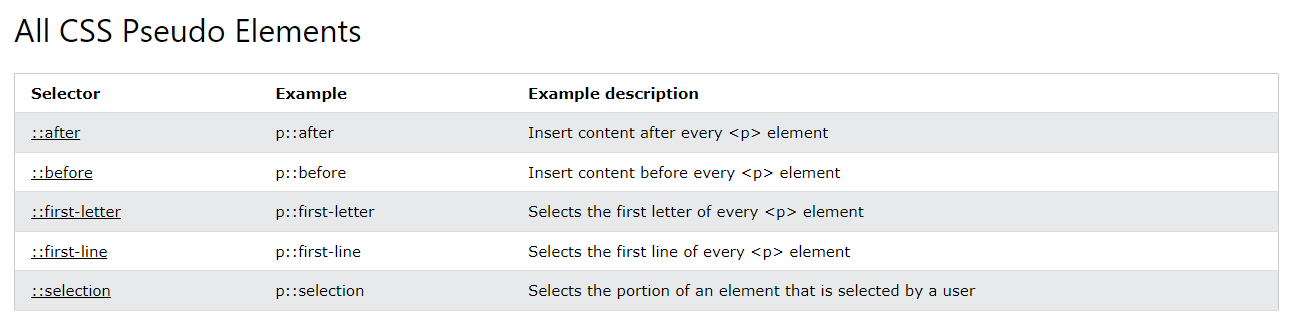 All CSS Pseudo Elements
Selector Example Example description
::after p::after Insert content after every <p> element
::before p::before Insert content before every <p> element
::first-letter p::first-letter Selects the first letter of every <p> element
::first-line p::first-line Selects the first line of every <p> element
::selection p::selection Selects the portion of an element that is selected by a user